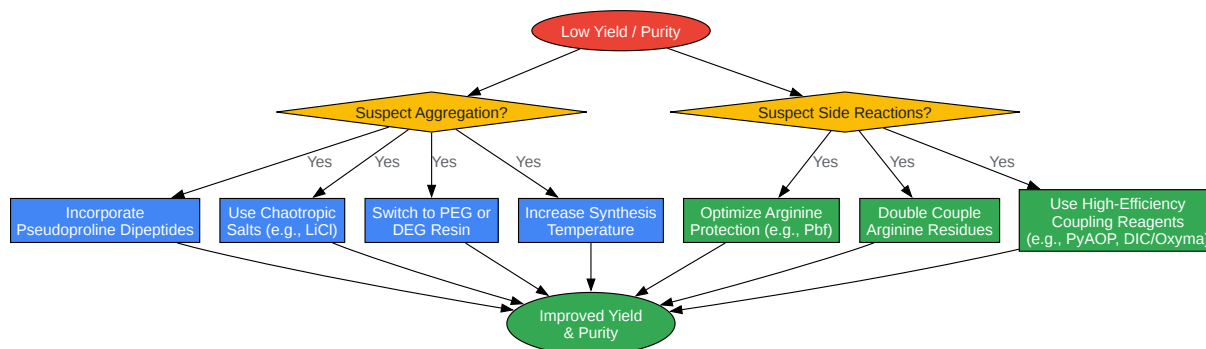 Low Yield / Purity
Suspect Aggregation?
Suspect Side Reactions?
Yes
Yes
Yes
Yes
Yes
Yes
Yes
Incorporate
Pseudoproline Dipeptides
Use Chaotropic
Salts (e.g., LiCl)
Switch to PEG or
DEG Resin
Increase Synthesis
Temperature
Optimize Arginine
Protection (e.g., Pbf)
Double Couple
Arginine Residues
Use High-Efficiency
Coupling Reagents
(e.g., PyAOP, DIC/Oxyma)
Improved Yield
& Purity